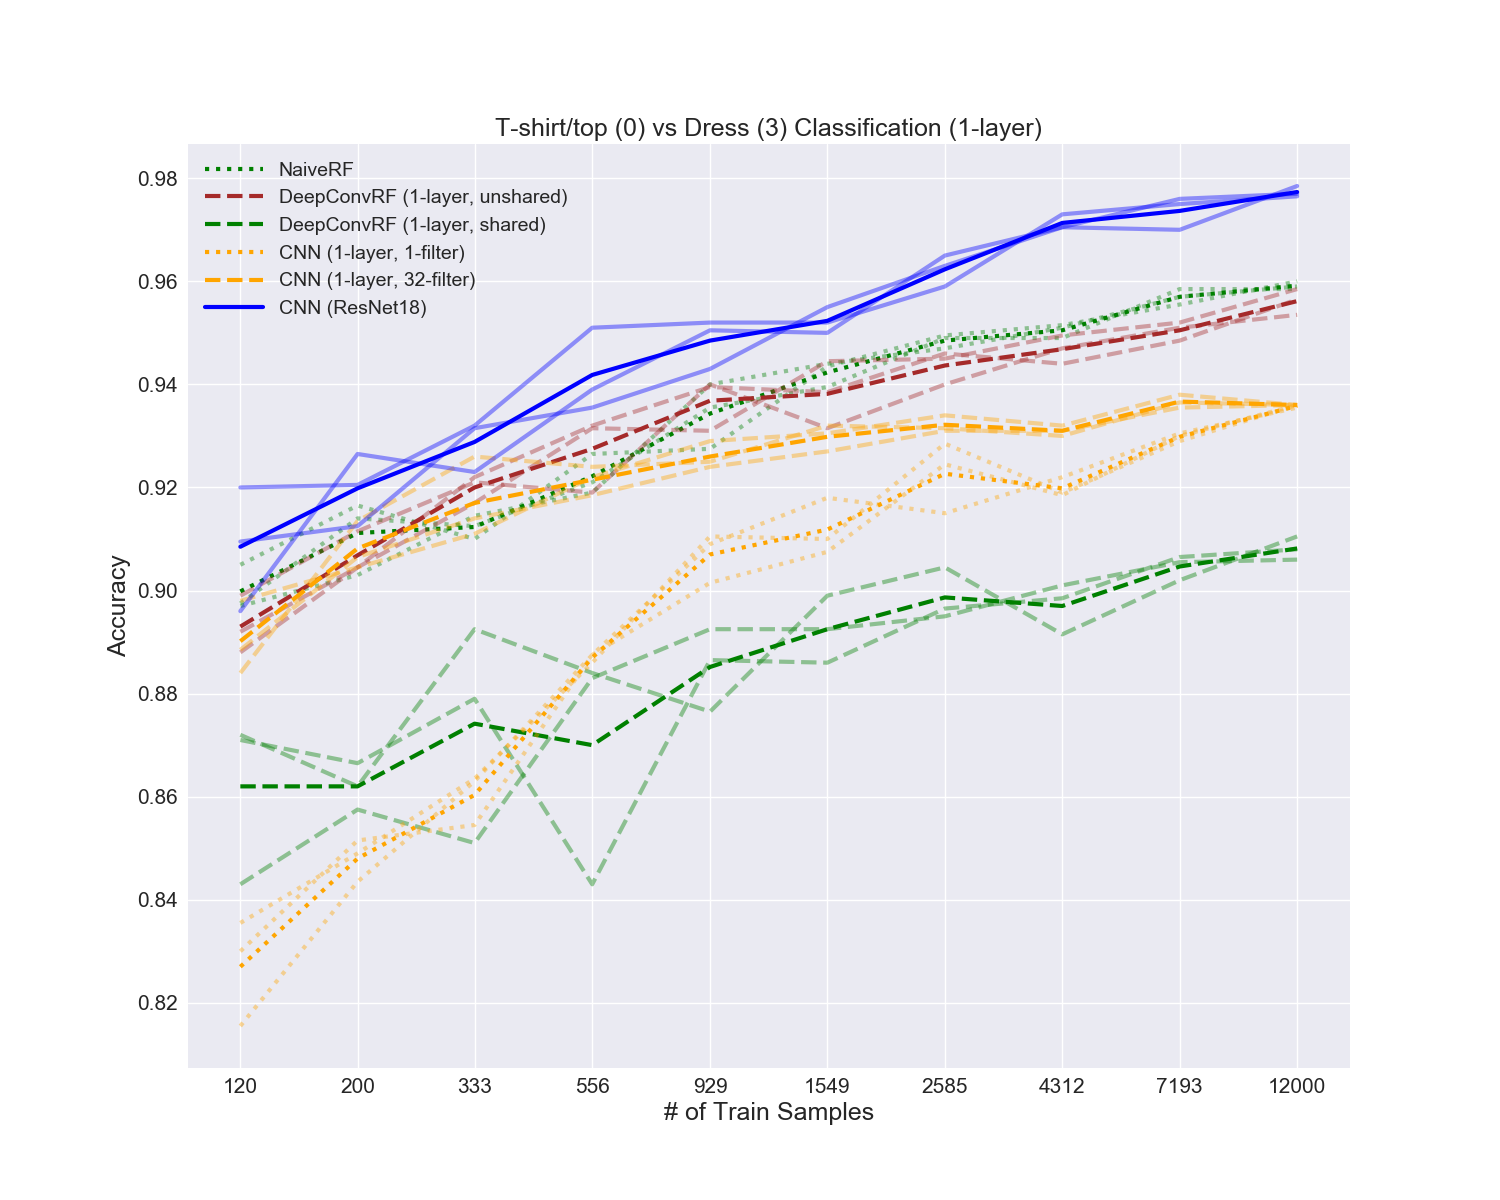 T-shirt/top (0) vs Dress (3) Classification (1-layer)
NaiveRF
DeepConvRF (1-layer, unshared)
DeepConvRF (1-layer, shared)
CNN (1-layer, 1-filter)
CNN (1-layer, 32-filter)
CNN (ResNet18)
Accuracy
0.98
0.96
0.94
0.92
0.90
0.88
0.86
0.84
0.82
120 200 333 556 929 1549 2585 4312 7193 12000
# of Train Samples